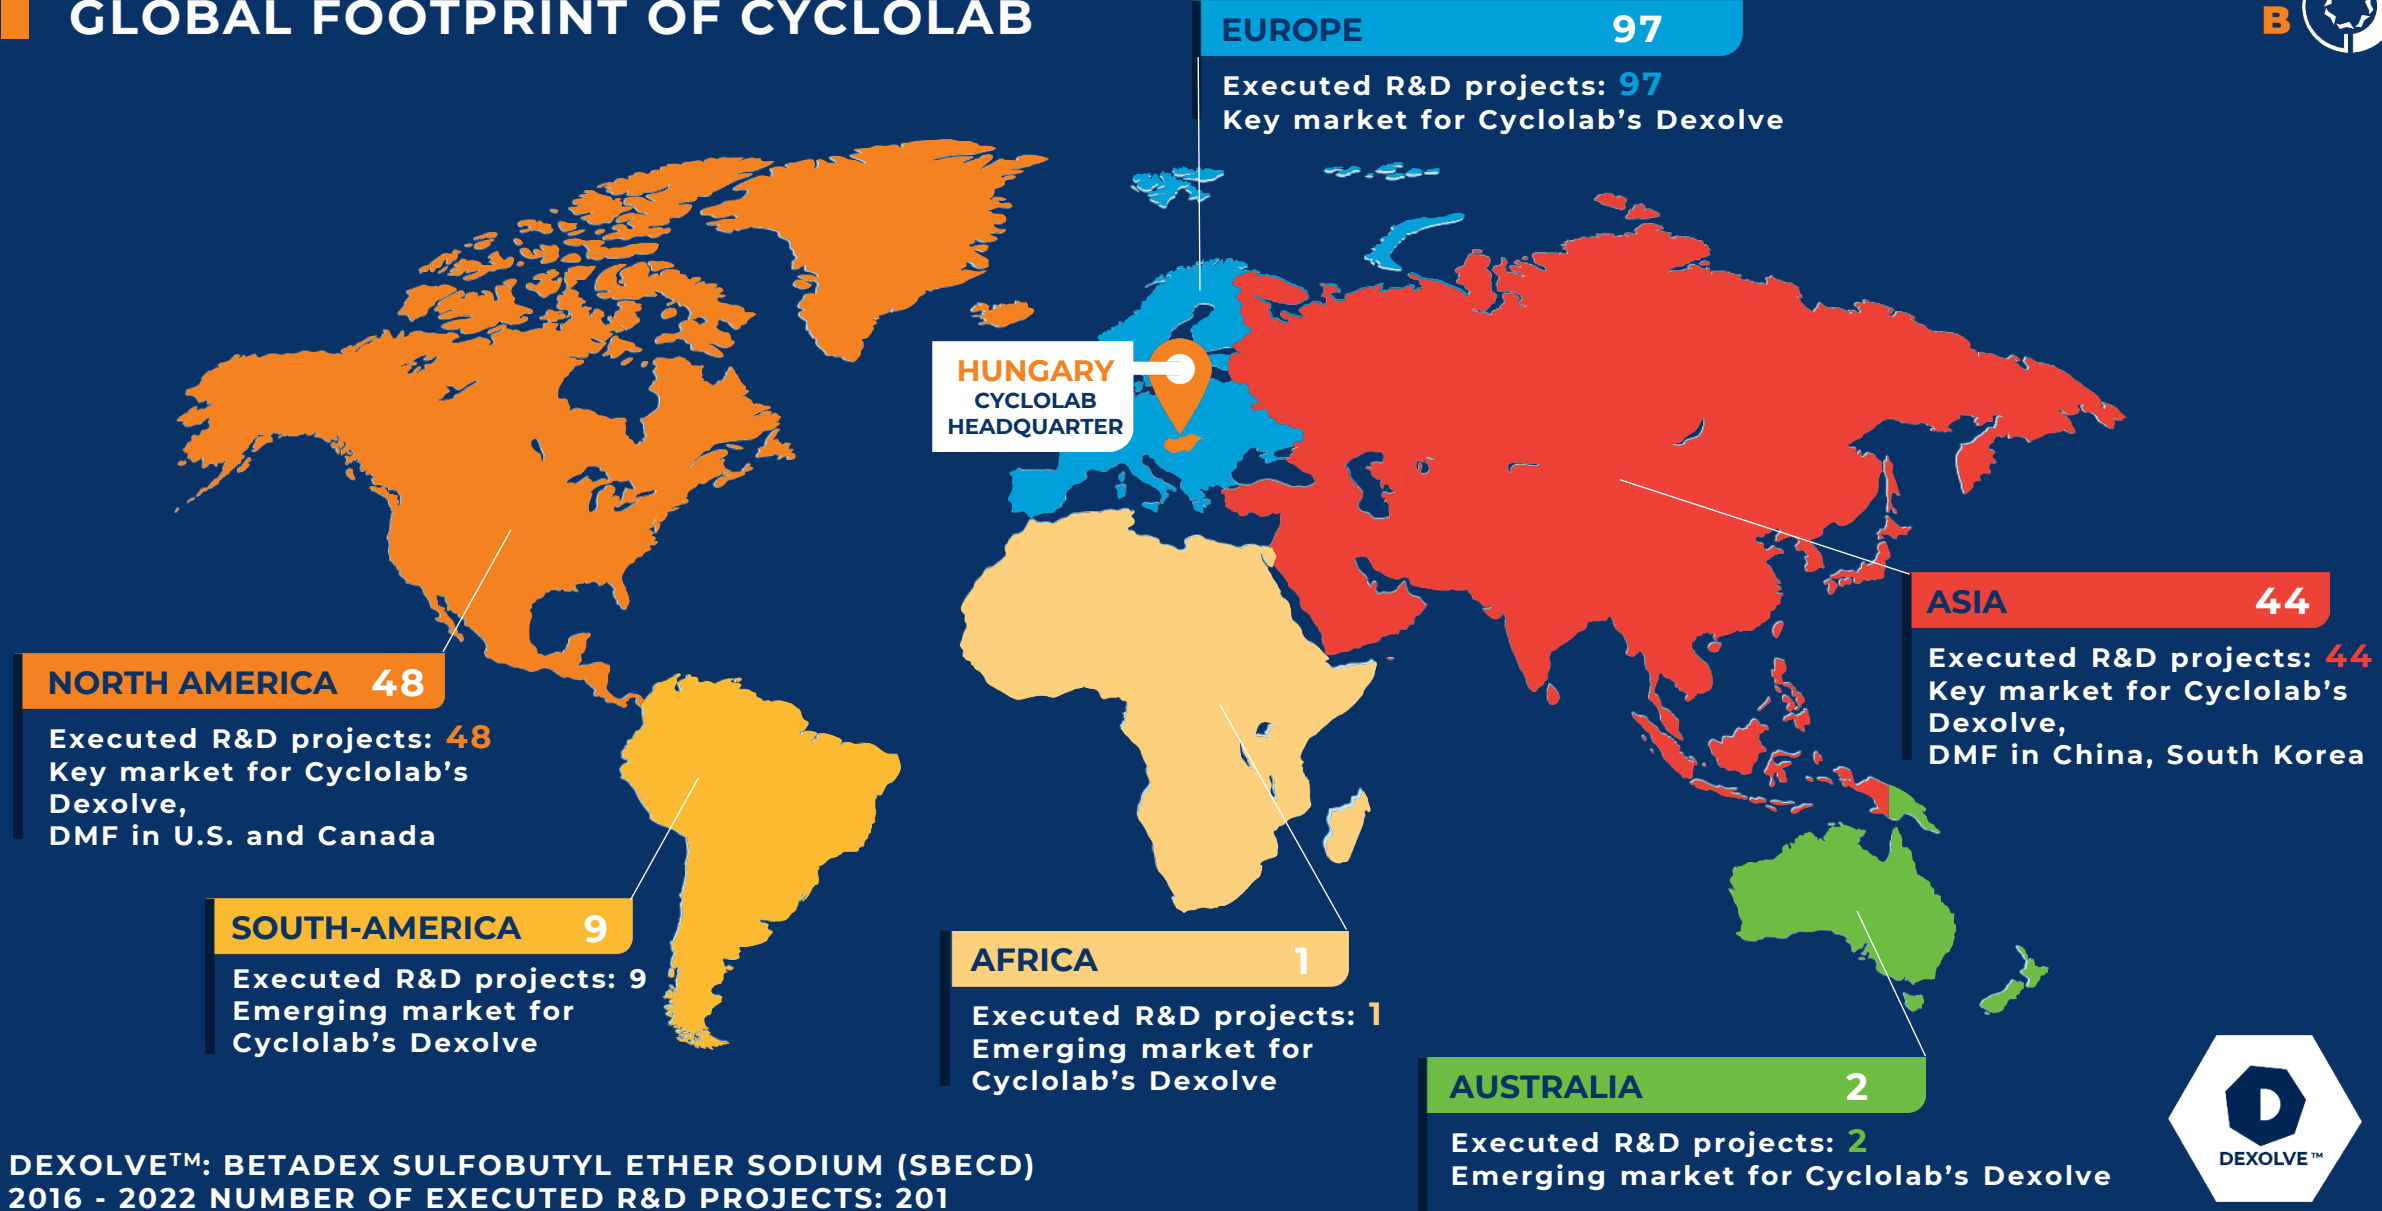 GLOBAL FOOTPRINT OF CYCLOLAB
B
EUROPE 97
Executed R&D projects: 97
Key market for Cyclolab's Dexolve
HUNGARY
CYCLOLAB
HEADQUARTER
ASIA 44
Executed R&D projects: 44
Key market for Cyclolab's
Dexolve,
DMF in China, South Korea
NORTH AMERICA 48
Executed R&D projects: 48
Key market for Cyclolab's
Dexolve,
DMF in U.S. and Canada
SOUTH-AMERICA 9
Executed R&D projects: 9
Emerging market for
Cyclolab's Dexolve
AFRICA 1
Executed R&D projects: 1
Emerging market for
Cyclolab's Dexolve
AUSTRALIA 2
Executed R&D projects: 2
Emerging market for Cyclolab's Dexolve
D
DEXOLVE™
DEXOLVE™: BETADEX SULFOBUTYL ETHER SODIUM (SBECD)
2016 - 2022 NUMBER OF EXECUTED R&D PROJECTS: 201